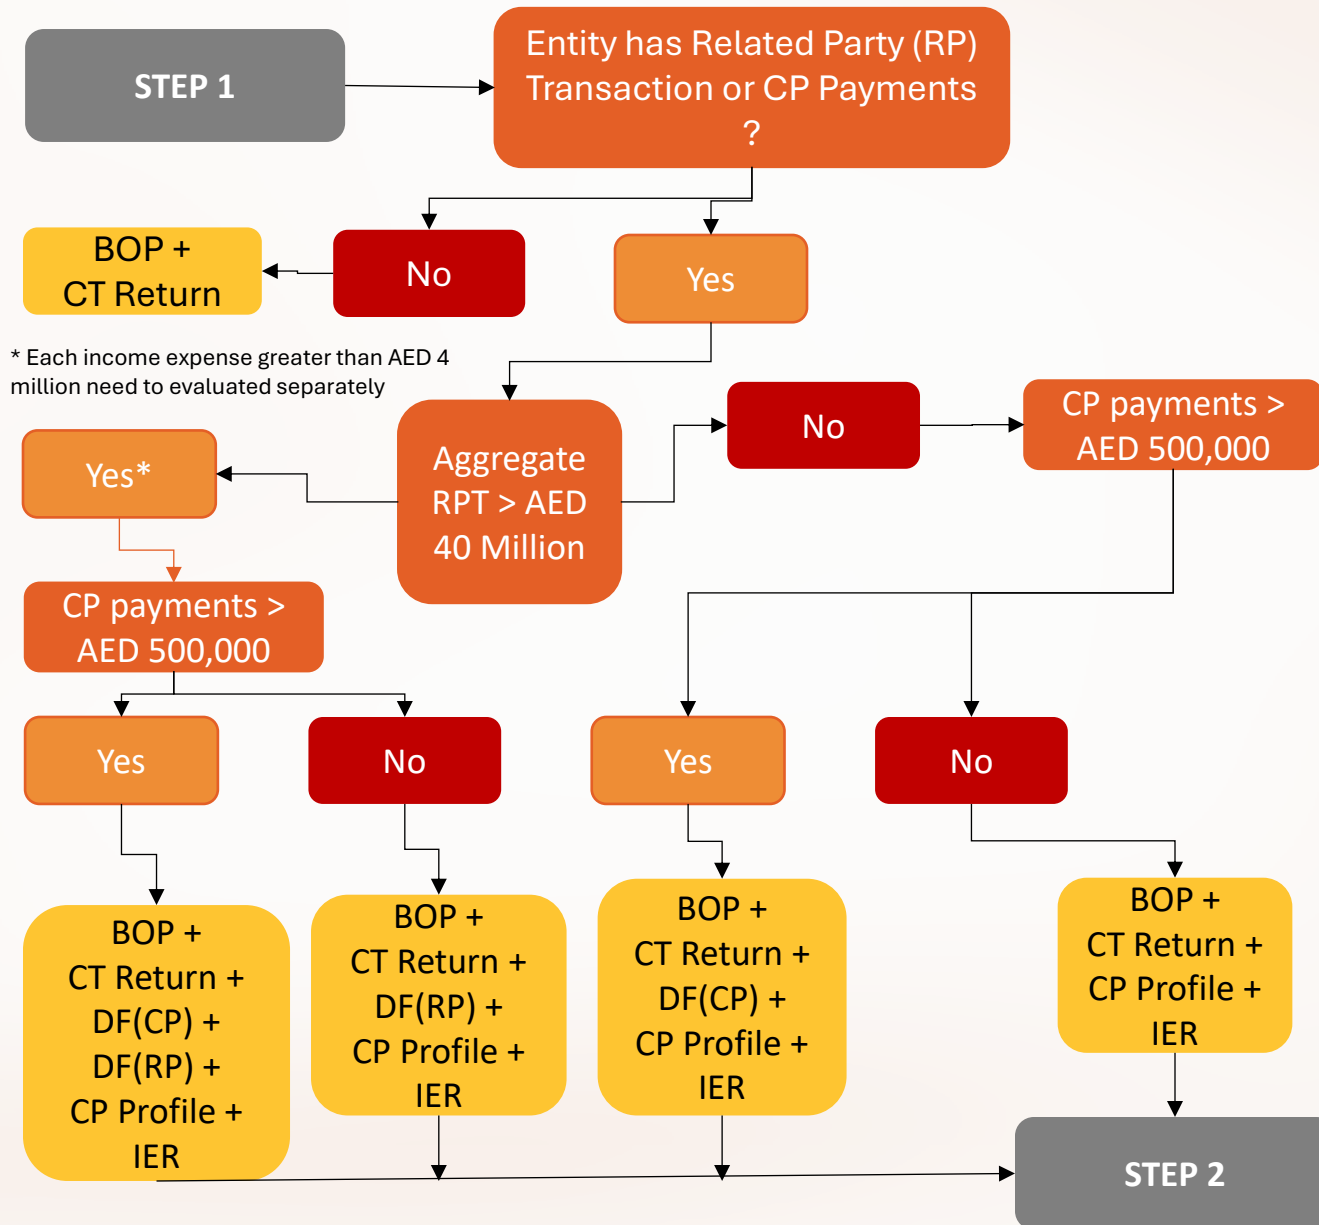 STEP 1
Entity has Related Party (RP)
Transaction or CP Payments
?
BOP +
CT Return
No
Yes
* Each income expense greater than AED 4
million need to evaluated separately
Yes*
Aggregate
RPT > AED
40 Million
No
CP payments >
AED 500,000
CP payments >
AED 500,000
Yes
No
Yes
No
BOP +
CT Return +
DF(CP) +
DF(RP) +
CP Profile +
IER
BOP +
CT Return +
DF(RP) +
CP Profile +
IER
BOP +
CT Return +
DF(CP) +
CP Profile +
IER
BOP +
CT Return +
CP Profile +
IER
STEP 2